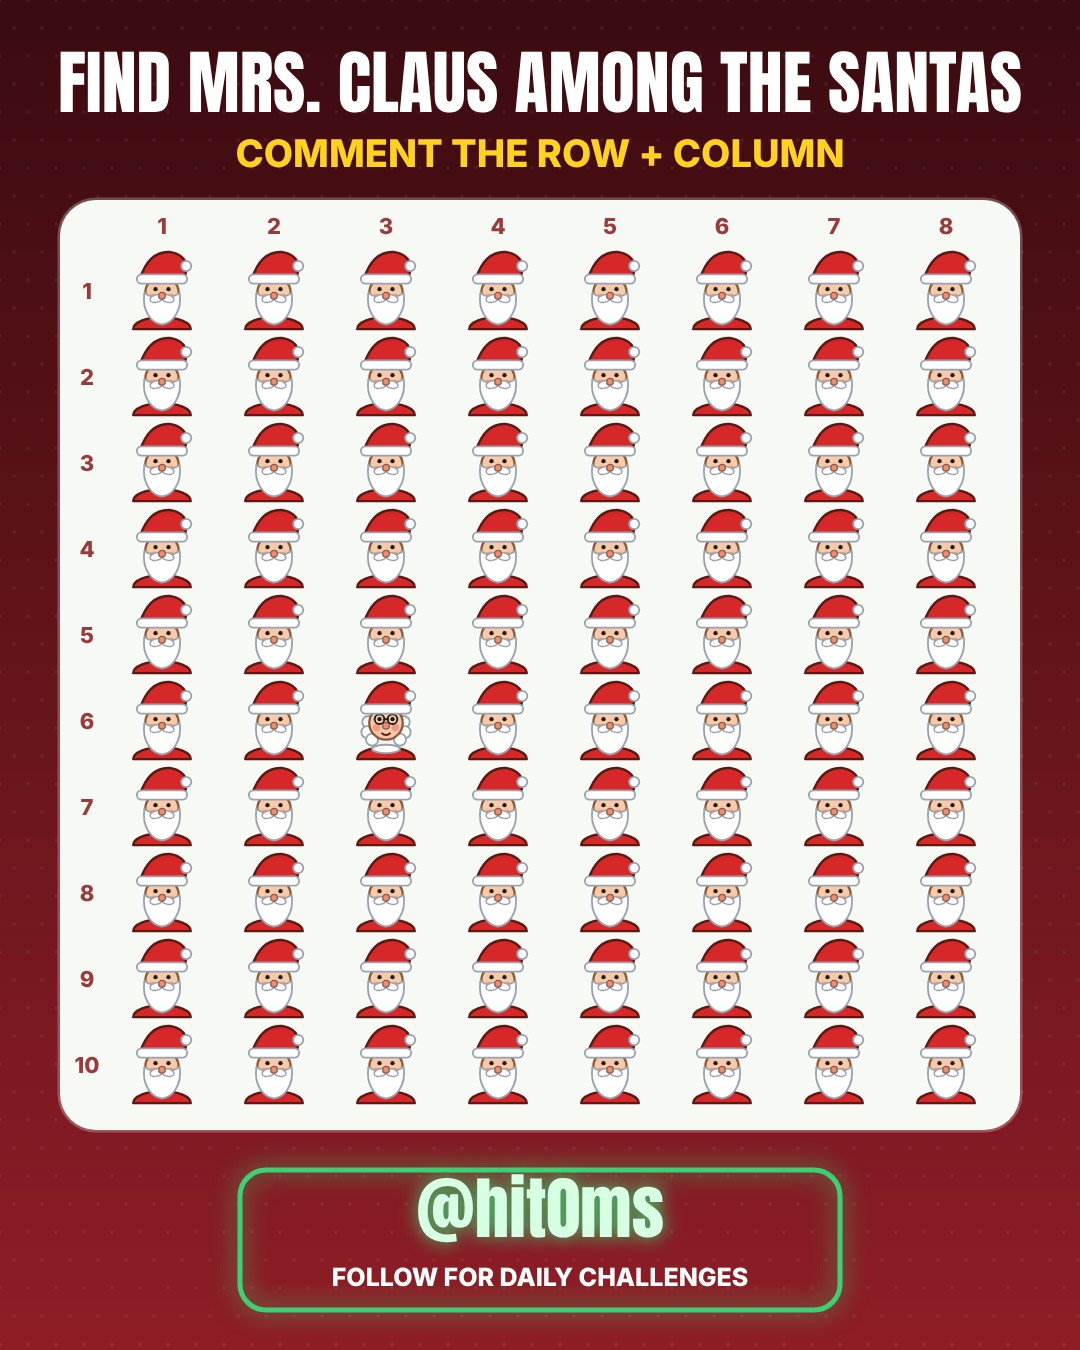 FIND MRS. CLAUS AMONG THE SANTAS
COMMENT THE ROW + COLUMN
1 2 3 4 5 6 7 8
1
2
3
4
5
6
7
8
9
10
@hit0ms
FOLLOW FOR DAILY CHALLENGES